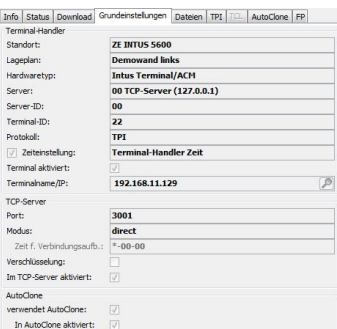 Info Status Download Grundeinstellungen Dateien TPI TCL AutoClone FP
Terminal-Handler
Standort: ZE INTUS 5600
Lageplan: Demowand links
Hardwaretyp: Intus Terminal/ACM
Server: 00 TCP-Server (127.0.0.1)
Server-ID: 00
Terminal-ID: 22
Protokoll: TPI
Zeiteinstellung: Terminal-Handler Zeit
Terminal aktiviert:
Terminalname/IP: 192.168.11.129
TCP-Server
Port: 3001
Modus: direct
Zeit f. Verbindungsaufb.: *-00-00
Verschlüsselung:
Im TCP-Server aktiviert:
AutoClone
verwendet AutoClone:
In AutoClone aktiviert: